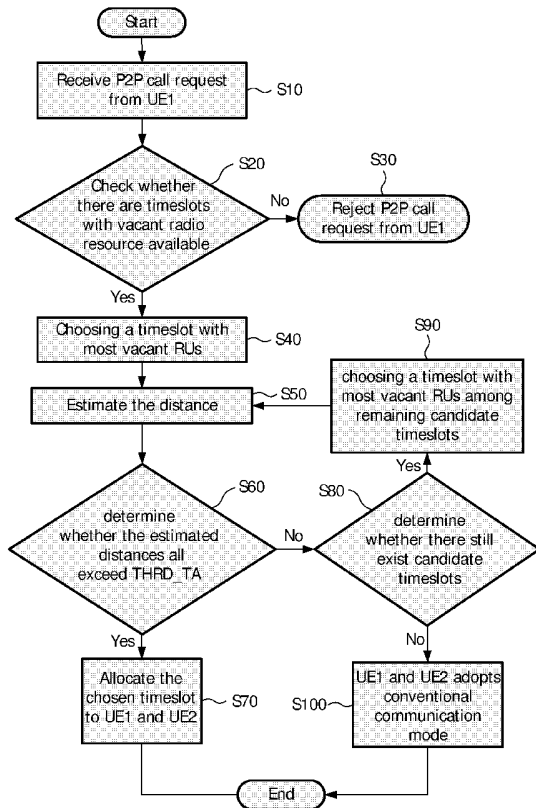 Start
Receive P2P call request
from UE1
S10
S20
Check whether
there are timeslots
with vacant radio
resource available
No
S30
Reject P2P call
request from UE1
Yes
Choosing a timeslot with
most vacant RUs
S40
S90
choosing a timeslot with
most vacant RUs among
remaining candidate
timeslots
Estimate the distance
S50
Yes
S60
determine
whether the estimated
distances all
exceed THRD_TA
No
S80
determine
whether there still
exist candidate
timeslots
Yes
No
Allocate the
chosen timeslot
to UE1 and UE2
S70
UE1 and UE2 adopts
conventional
communication
mode
S100
End